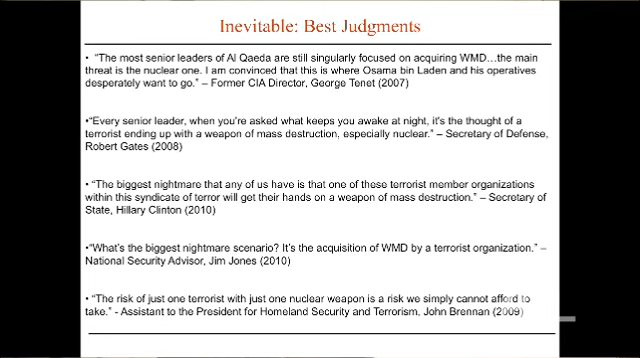 Inevitable: Best Judgments
• "The most senior leaders of Al Qaeda are still singularly focused on acquiring WMD…the main
threat is the nuclear one. I am convinced that this is where Osama bin Laden and his operatives
desperately want to go." – Former CIA Director, George Tenet (2007)
•"Every senior leader, when you're asked what keeps you awake at night, it's the thought of a
terrorist ending up with a weapon of mass destruction, especially nuclear." – Secretary of Defense,
Robert Gates (2008)
• "The biggest nightmare that any of us have is that one of these terrorist member organizations
within this syndicate of terror will get their hands on a weapon of mass destruction." – Secretary of
State, Hillary Clinton (2010)
•"What's the biggest nightmare scenario? It's the acquisition of WMD by a terrorist organization." –
National Security Advisor, Jim Jones (2010)
• "The risk of just one terrorist with just one nuclear weapon is a risk we simply cannot afford to
take." - Assistant to the President for Homeland Security and Terrorism, John Brennan (2009)